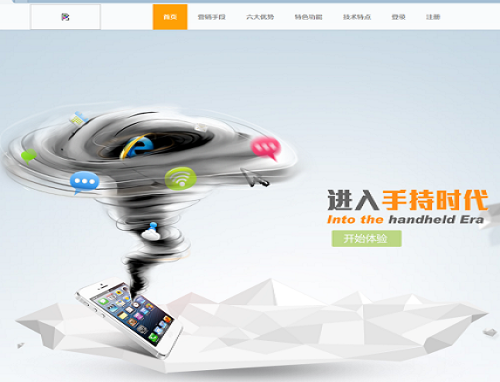 首页 营销手段 六大优势 特色功能 技术特点 登录 注册
进入手持时代
Into the handheld Era
开始体验